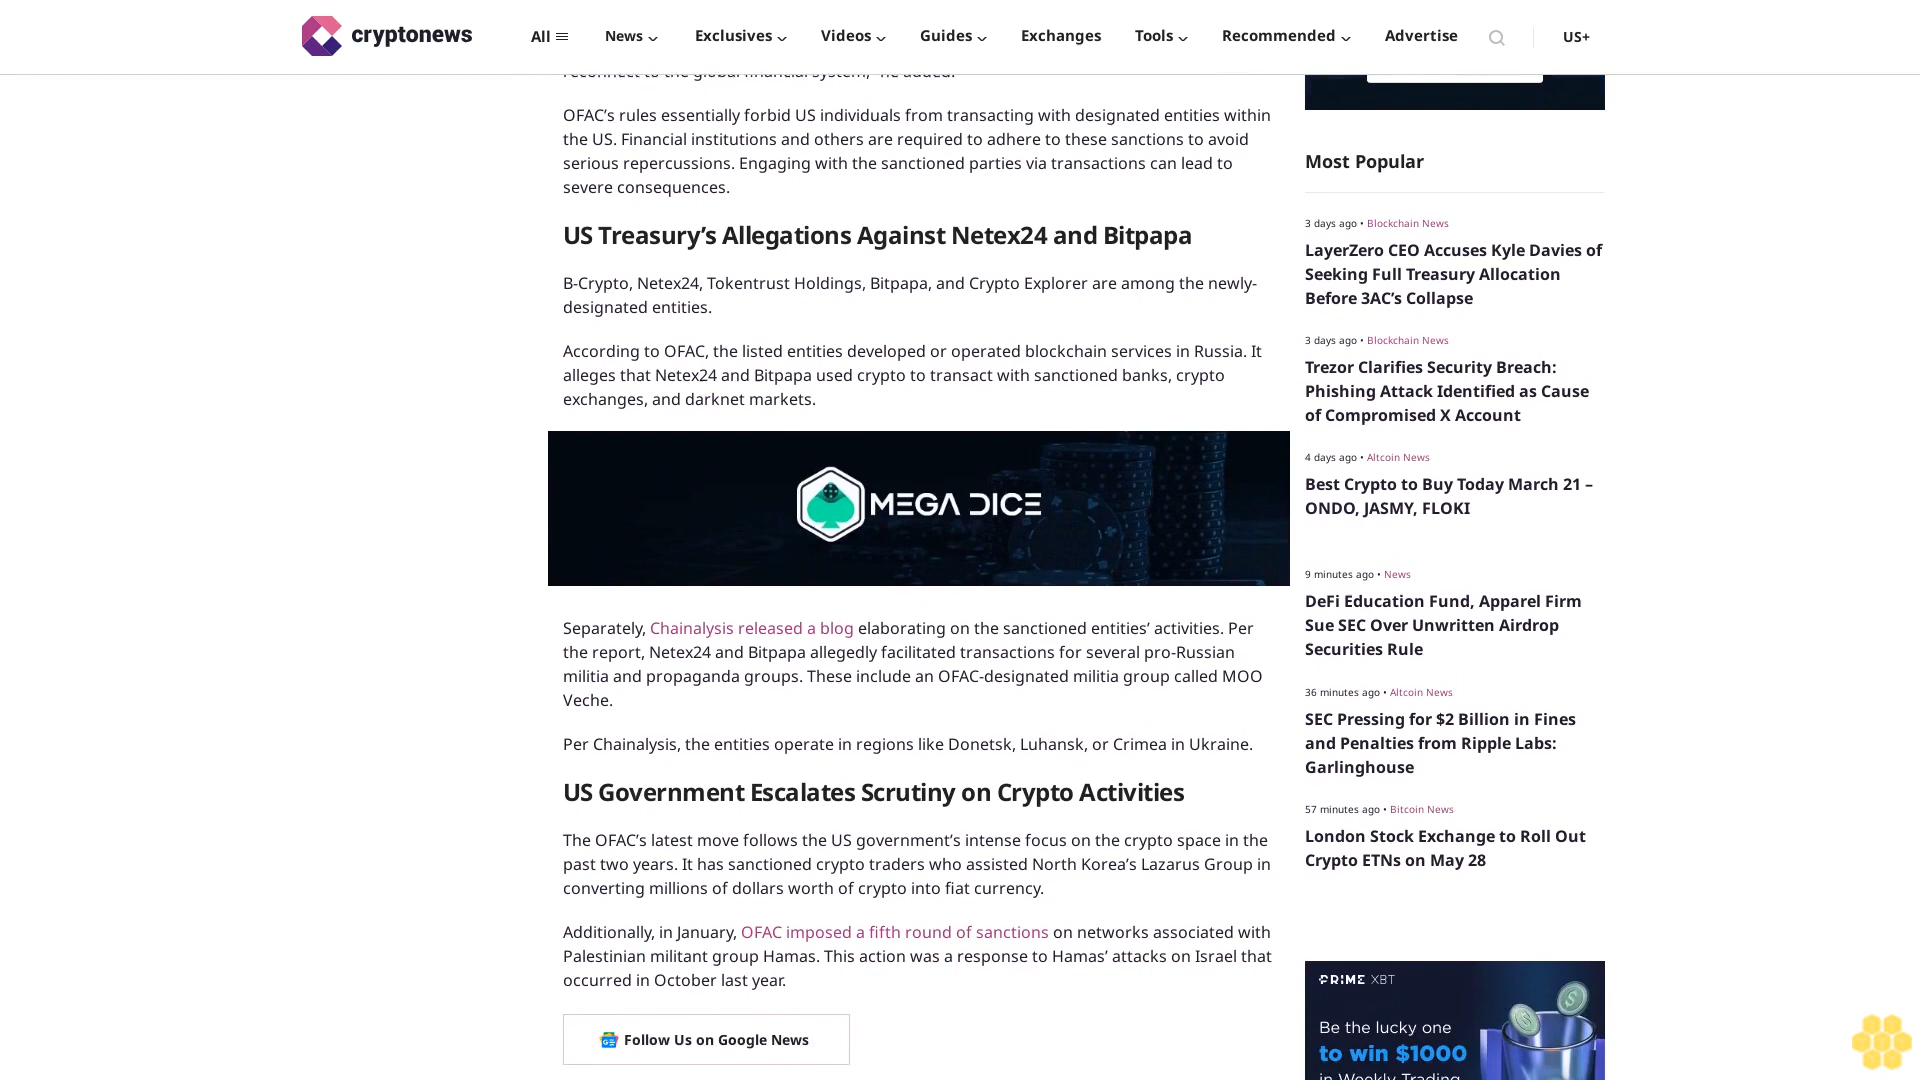 cryptonews
All
News
Exclusives
Videos
Guides
Exchanges
Tools
Recommended
Advertise
US+
reconnect to the global financial system,” he added.
OFAC’s rules essentially forbid US individuals from transacting with designated entities within
the US. Financial institutions and others are required to adhere to these sanctions to avoid
serious repercussions. Engaging with the sanctioned parties via transactions can lead to
severe consequences.
US Treasury’s Allegations Against Netex24 and Bitpapa
B-Crypto, Netex24, Tokentrust Holdings, Bitpapa, and Crypto Explorer are among the newly-
designated entities.
According to OFAC, the listed entities developed or operated blockchain services in Russia. It
alleges that Netex24 and Bitpapa used crypto to transact with sanctioned banks, crypto
exchanges, and darknet markets.
MEGA DICE
Separately, Chainalysis released a blog elaborating on the sanctioned entities’ activities. Per
the report, Netex24 and Bitpapa allegedly facilitated transactions for several pro-Russian
militia and propaganda groups. These include an OFAC-designated militia group called MOO
Veche.
Per Chainalysis, the entities operate in regions like Donetsk, Luhansk, or Crimea in Ukraine.
US Government Escalates Scrutiny on Crypto Activities
The OFAC’s latest move follows the US government’s intense focus on the crypto space in the
past two years. It has sanctioned crypto traders who assisted North Korea’s Lazarus Group in
converting millions of dollars worth of crypto into fiat currency.
Additionally, in January, OFAC imposed a fifth round of sanctions on networks associated with
Palestinian militant group Hamas. This action was a response to Hamas’ attacks on Israel that
occurred in October last year.
Follow Us on Google News
Most Popular
3 days ago • Blockchain News
LayerZero CEO Accuses Kyle Davies of
Seeking Full Treasury Allocation
Before 3AC’s Collapse
3 days ago • Blockchain News
Trezor Clarifies Security Breach:
Phishing Attack Identified as Cause
of Compromised X Account
4 days ago • Altcoin News
Best Crypto to Buy Today March 21 –
ONDO, JASMY, FLOKI
9 minutes ago • News
DeFi Education Fund, Apparel Firm
Sue SEC Over Unwritten Airdrop
Securities Rule
36 minutes ago • Altcoin News
SEC Pressing for $2 Billion in Fines
and Penalties from Ripple Labs:
Garlinghouse
57 minutes ago • Bitcoin News
London Stock Exchange to Roll Out
Crypto ETNs on May 28
PRIME XBT
Be the lucky one
to win $1000
in Weekly Trading